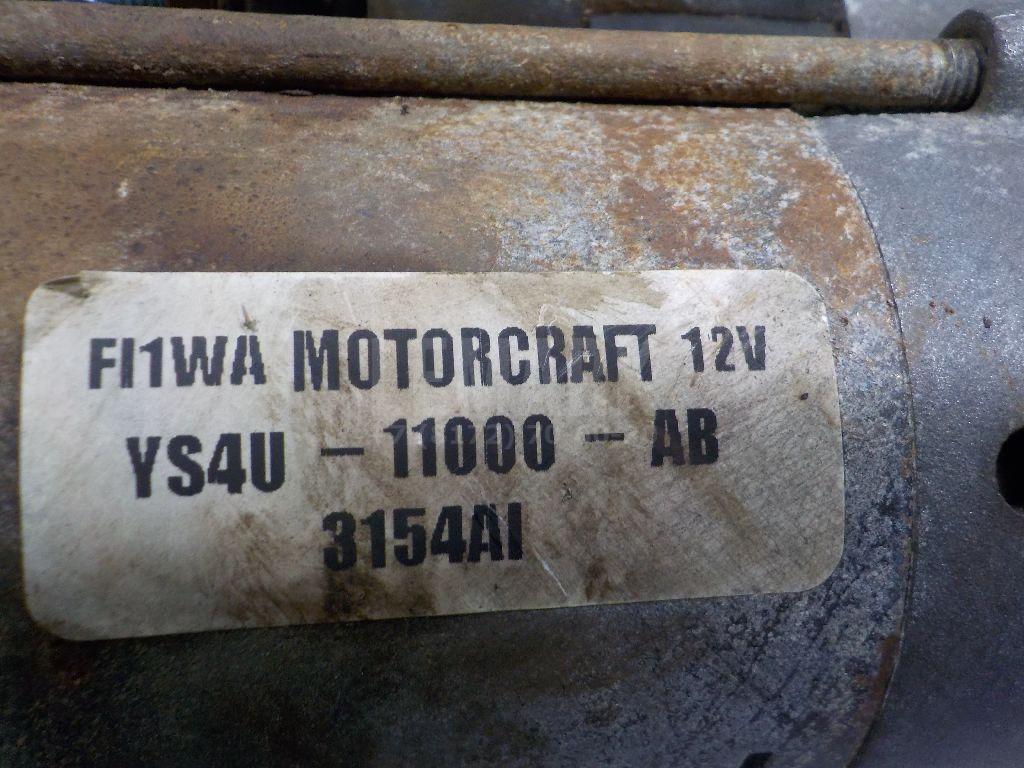 FI1WA MOTORCRAFT 12V
YS4U - 11000 - AB
3154AI